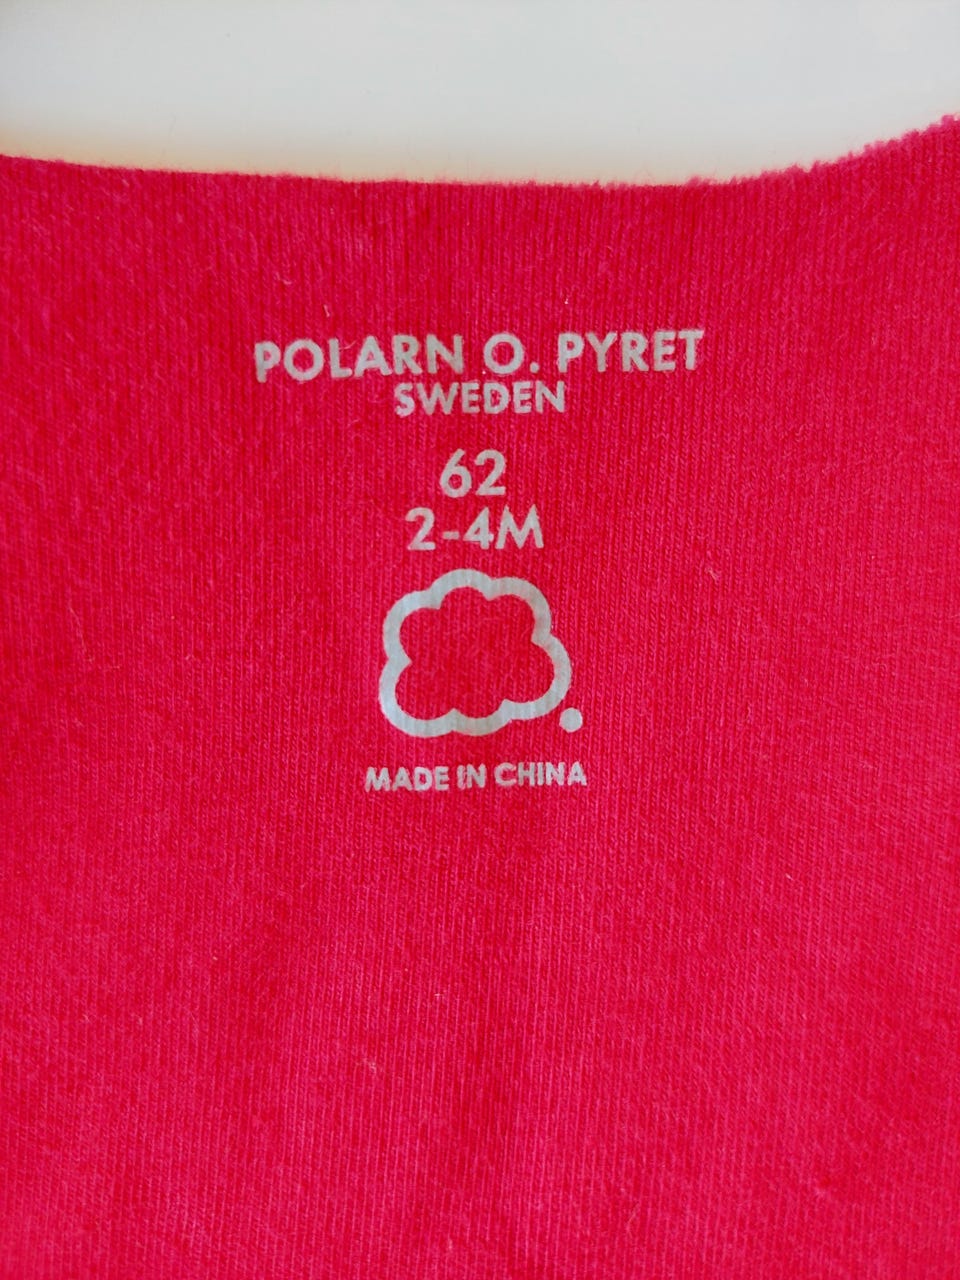 POLARN O. PYRET
SWEDEN
62
2-4M
MADE IN CHINA